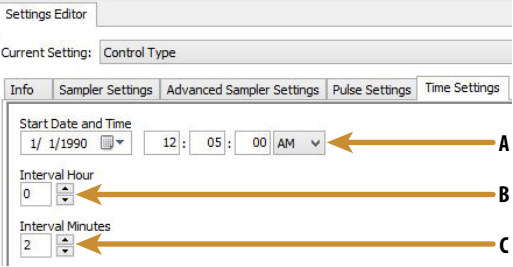 Settings Editor
Current Setting: Control Type
Info Sampler Settings Advanced Sampler Settings Pulse Settings Time Settings
Start Date and Time
1/ 1/1990 12 : 05 : 00 AM A
Interval Hour
0 B
Interval Minutes
2 C